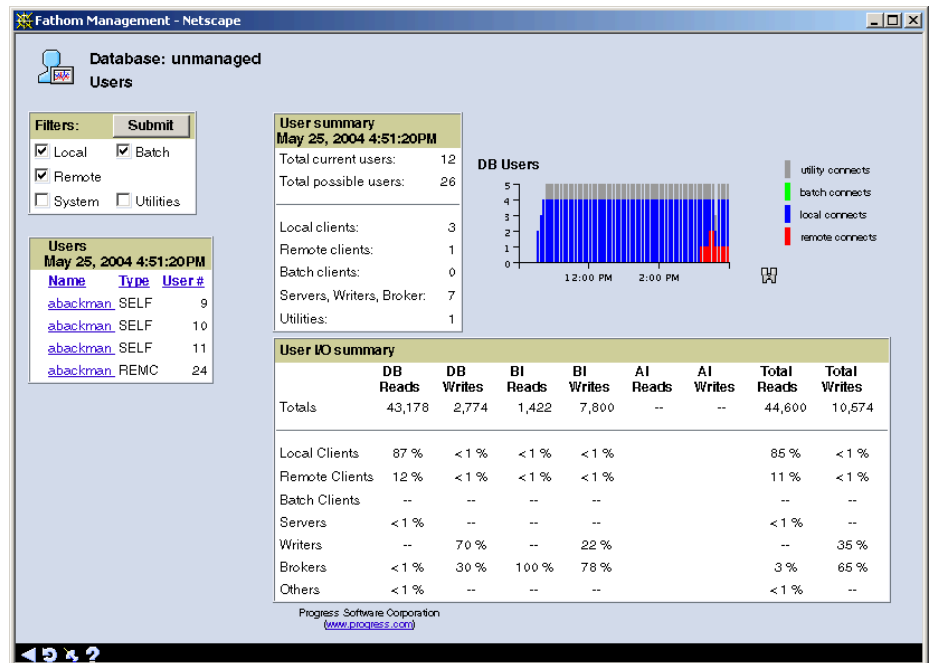 Fathom Management - Netscape
Database: unmanaged
Users
Filters: Submit
Local Batch
Remote
System Utilities
Users
May 25, 2004 4:51:20PM
Name Type User #
abackman SELF 9
abackman SELF 10
abackman SELF 11
abackman REMC 24
User summary
May 25, 2004 4:51:20PM
Total current users: 12
Total possible users: 26
Local clients: 3
Remote clients: 1
Batch clients: 0
Servers, Writers, Broker: 7
Utilities: 1
DB Users
5
4
3
2
1
0
12:00 PM 2:00 PM
utility connects
batch connects
local connects
remote connects
User I/O summary
DB Reads DB Writes BI Reads BI Writes AI Reads AI Writes Total Reads Total Writes
Totals 43,178 2,774 1,422 7,800 -- -- 44,600 10,574
Local Clients 87 % <1 % <1 % <1 % 85 % <1 %
Remote Clients 12 % <1 % <1 % <1 % 11 % <1 %
Batch Clients -- -- -- -- -- --
Servers <1 % -- -- -- <1 % --
Writers -- 70 % -- 22 % -- 35 %
Brokers <1 % 30 % 100 % 78 % 3 % 65 %
Others <1 % -- -- -- <1 % --
Progress Software Corporation
(www.progress.com)